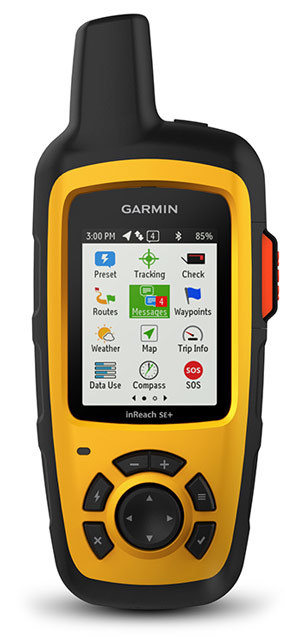 GARMIN
3:00 PM 4 85%
Preset Tracking Check
Routes 4 Messages Waypoints
Weather Map Trip Info
SOS
Data Use Compass SOS
inReach SE+